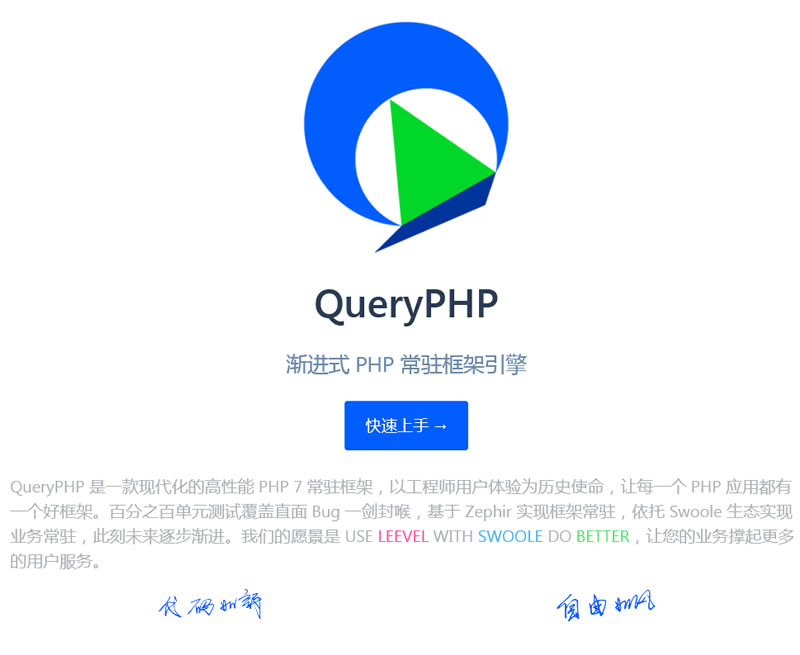 QueryPHP
渐进式 PHP 常驻框架引擎
快速上手 →
QueryPHP 是一款现代化的高性能 PHP 7 常驻框架，以工程师用户体验为历史使命，让每一个 PHP 应用都有
一个好框架。百分之百单元测试覆盖直面 Bug 一剑封喉，基于 Zephir 实现框架常驻，依托 Swoole 生态实现
业务常驻，此刻未来逐步渐进。我们的愿景是 USE LEEVEL WITH SWOOLE DO BETTER，让您的业务撑起更多
的用户服务。
代码如诗 自由如风